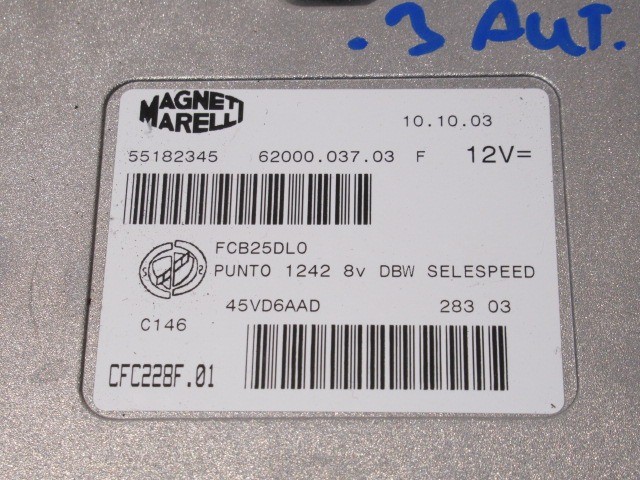 .3 AUT.
MAGNETI
MARELLI
10.10.03
55182345 62000.037.03 F 12V=
FCB25DL0
PUNTO 1242 8v DBW SELESPEED
45VD6AAD 283 03
C146
CFC228F.01